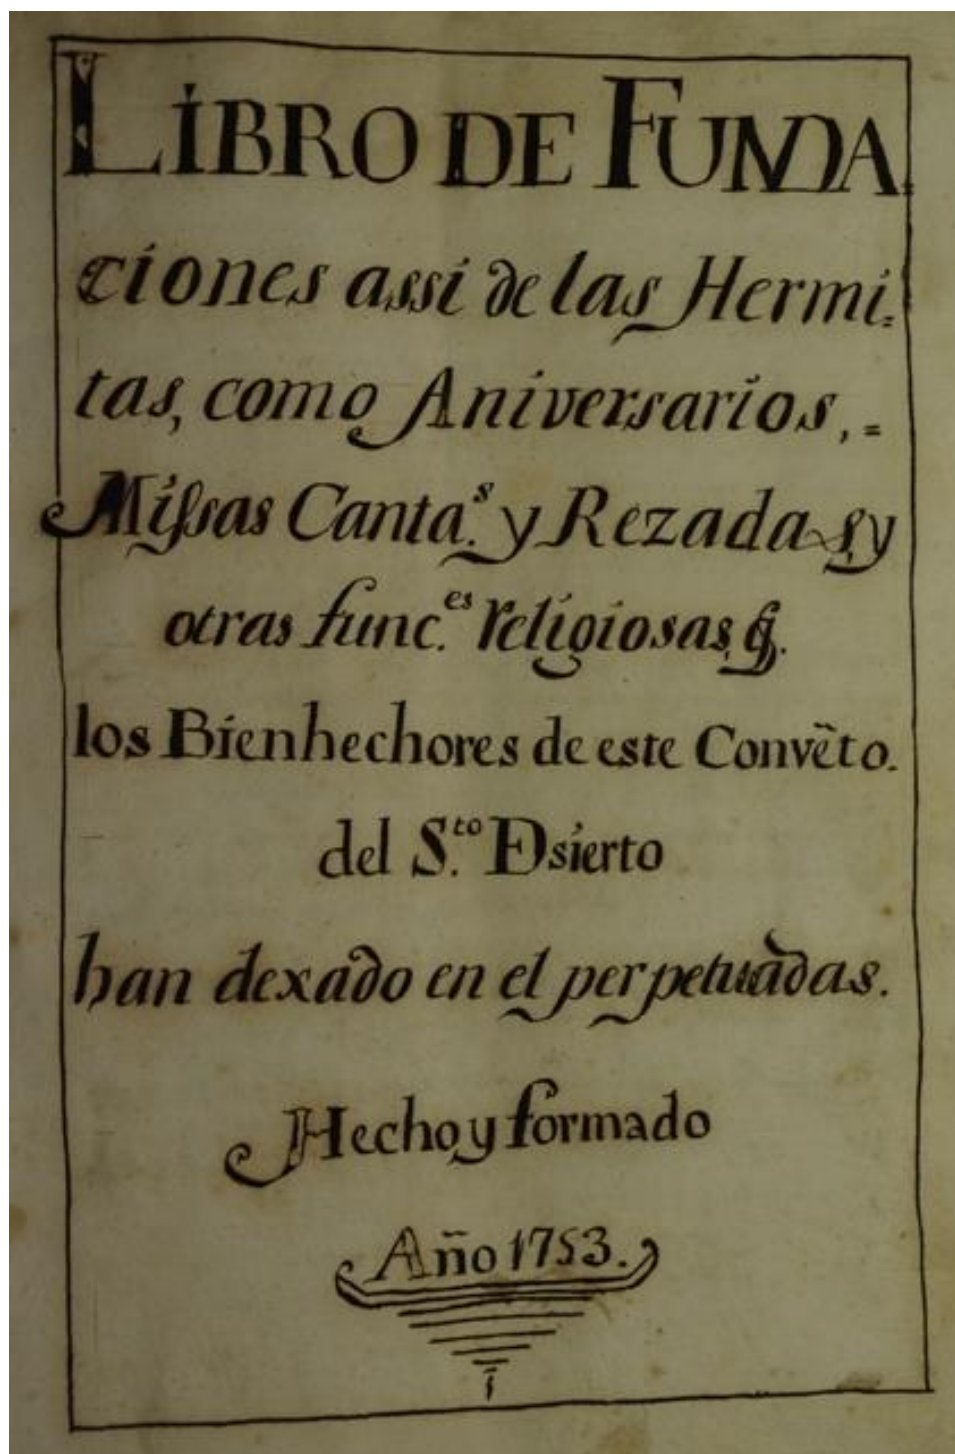 LIBRO DE FUNDA
ciones assi de las Hermi=
tas, como Aniversarios, =
Missas Canta.s y Rezadas, y
otras func.es religiosas, q.
los Bienhechores de este Convẽto.
del S.to Desierto
han dexado en el perpetuadas.
Hecho y formado
Año 1753.